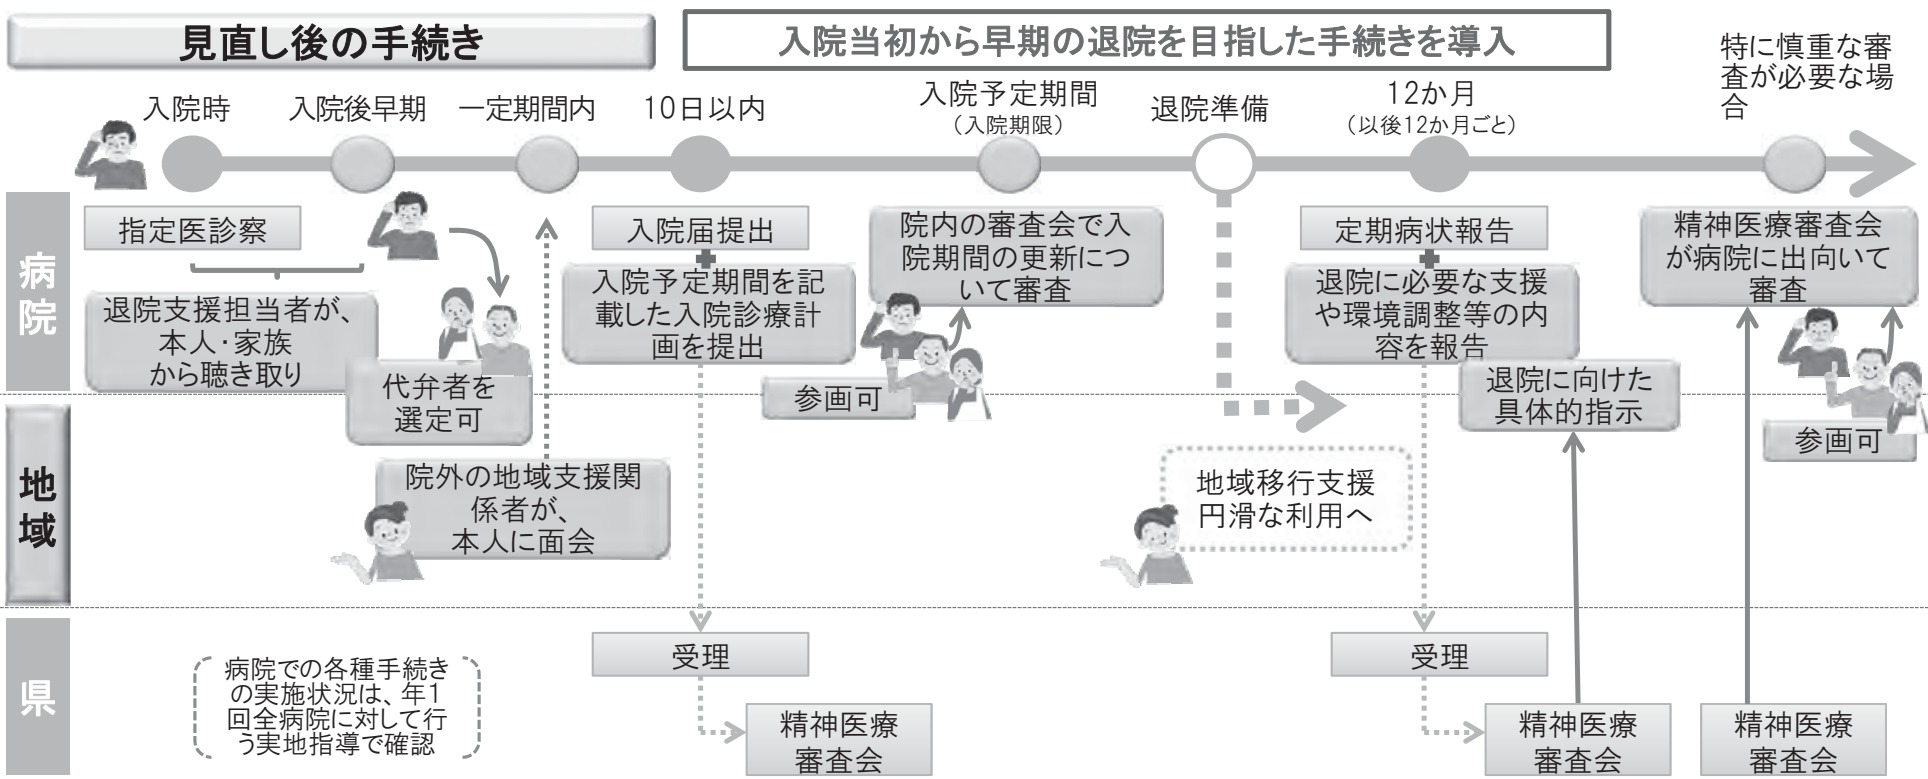 見直し後の手続き
入院当初から早期の退院を目指した手続きを導入
入院時
入院後早期
一定期間内
10日以内
入院予定期間
（入院期限）
退院準備
12か月
（以後12か月ごと）
特に慎重な審
査が必要な場
合
病院
指定医診察
退院支援担当者が、
本人・家族
から聴き取り
代弁者を
選定可
入院届提出
入院予定期間を記
載した入院診療計
画を提出
院内の審査会で入
院期間の更新につ
いて審査
参画可
定期病状報告
退院に必要な支援
や環境調整等の内
容を報告
退院に向けた
具体的指示
精神医療審査会
が病院に出向いて
審査
参画可
地域
院外の地域支援関
係者が、
本人に面会
地域移行支援
円滑な利用へ
県
病院での各種手続き
の実施状況は、年1
回全病院に対して行
う実地指導で確認
受理
精神医療
審査会
受理
精神医療
審査会
精神医療
審査会